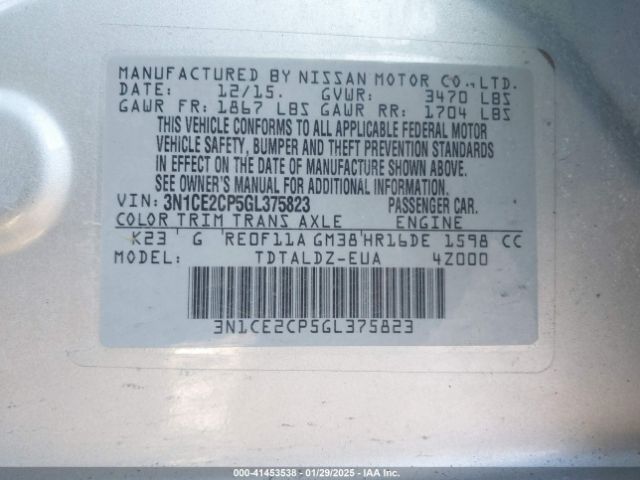 MANUFACTURED BY NISSAN MOTOR CO., LTD.
DATE: 12/15. GVWR: 3470 LBS
GAWR FR: 1867 LBS GAWR RR: 1704 LBS
THIS VEHICLE CONFORMS TO ALL APPLICABLE FEDERAL MOTOR
VEHICLE SAFETY, BUMPER AND THEFT PREVENTION STANDARDS
IN EFFECT ON THE DATE OF MANUFACTURE SHOWN ABOVE.
SEE OWNER'S MANUAL FOR ADDITIONAL INFORMATION.
VIN: 3N1CE2CP5GL375823 PASSENGER CAR.
COLOR TRIM TRANS AXLE ENGINE
K23 G RE0F11A GM38 HR16DE 1598 CC
MODEL: TDTALDZ-EUA 4Z000
3N1CE2CP5GL375823
000-41453538 - 01/29/2025 - IAAI.COM